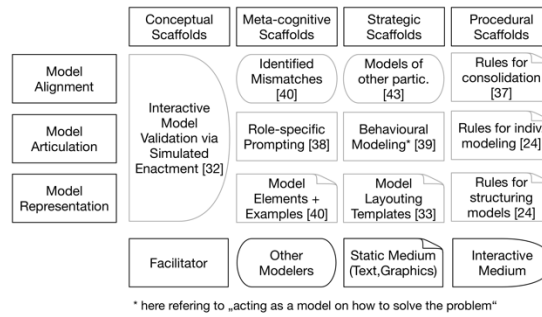 Conceptual Scaffolds
Meta-cognitive Scaffolds
Strategic Scaffolds
Procedural Scaffolds
Model Alignment
Identified Mismatches [40]
Models of other partic. [43]
Rules for consolidation [37]
Interactive Model Validation via Simulated Enactment [32]
Model Articulation
Role-specific Prompting [38]
Behavioural Modeling* [39]
Rules for indiv. modeling [24]
Model Representation
Model Elements + Examples [40]
Model Layouting Templates [33]
Rules for structuring models [24]
Facilitator
Other Modelers
Static Medium (Text,Graphics)
Interactive Medium
* here refering to „acting as a model on how to solve the problem“